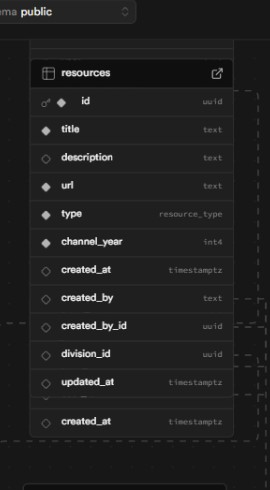 ema public
resources
id uuid
title text
description text
url text
type resource_type
channel_year int4
created_at timestamptz
created_by text
created_by_id uuid
division_id uuid
updated_at timestamptz
created_at timestamptz